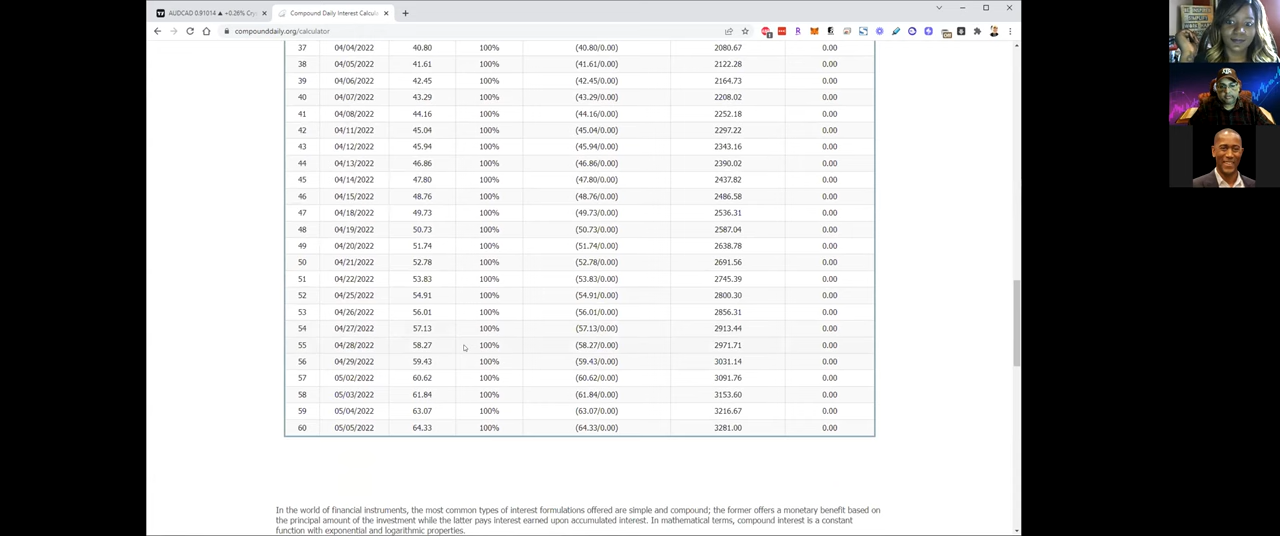 AUDCAD 0.91014 ▲ +0.26% Cry
Compound Daily Interest Calcula
compounddaily.org/calculator
37 04/04/2022 40.80 100% (40.80/0.00) 2080.67 0.00
38 04/05/2022 41.61 100% (41.61/0.00) 2122.28 0.00
39 04/06/2022 42.45 100% (42.45/0.00) 2164.73 0.00
40 04/07/2022 43.29 100% (43.29/0.00) 2208.02 0.00
41 04/08/2022 44.16 100% (44.16/0.00) 2252.18 0.00
42 04/11/2022 45.04 100% (45.04/0.00) 2297.22 0.00
43 04/12/2022 45.94 100% (45.94/0.00) 2343.16 0.00
44 04/13/2022 46.86 100% (46.86/0.00) 2390.02 0.00
45 04/14/2022 47.80 100% (47.80/0.00) 2437.82 0.00
46 04/15/2022 48.76 100% (48.76/0.00) 2486.58 0.00
47 04/18/2022 49.73 100% (49.73/0.00) 2536.31 0.00
48 04/19/2022 50.73 100% (50.73/0.00) 2587.04 0.00
49 04/20/2022 51.74 100% (51.74/0.00) 2638.78 0.00
50 04/21/2022 52.78 100% (52.78/0.00) 2691.56 0.00
51 04/22/2022 53.83 100% (53.83/0.00) 2745.39 0.00
52 04/25/2022 54.91 100% (54.91/0.00) 2800.30 0.00
53 04/26/2022 56.01 100% (56.01/0.00) 2856.31 0.00
54 04/27/2022 57.13 100% (57.13/0.00) 2913.44 0.00
55 04/28/2022 58.27 100% (58.27/0.00) 2971.71 0.00
56 04/29/2022 59.43 100% (59.43/0.00) 3031.14 0.00
57 05/02/2022 60.62 100% (60.62/0.00) 3091.76 0.00
58 05/03/2022 61.84 100% (61.84/0.00) 3153.60 0.00
59 05/04/2022 63.07 100% (63.07/0.00) 3216.67 0.00
60 05/05/2022 64.33 100% (64.33/0.00) 3281.00 0.00
In the world of financial instruments, the most common types of interest formulations offered are simple and compound; the former offers a monetary benefit based on
the principal amount of the investment while the latter pays interest earned upon accumulated interest. In mathematical terms, compound interest is a constant
function with exponential and logarithmic properties.